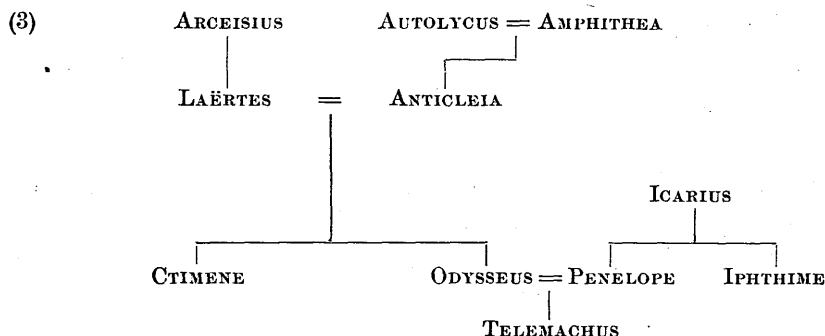 (3) ARCEISIUS AUTOLYCUS = AMPHITHEA
LAËRTES = ANTICLEIA
ICARIUS
CTIMENE ODYSSEUS = PENELOPE IPHTHIME
TELEMACHUS